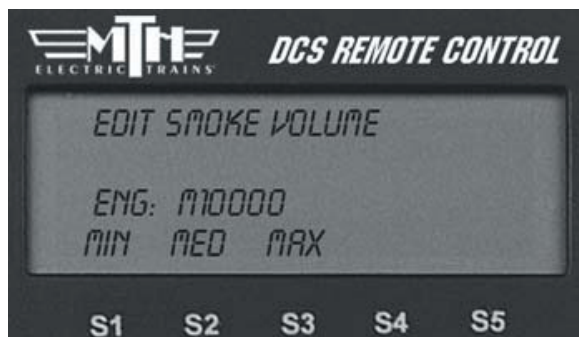 MTH
ELECTRIC TRAINS
DCS REMOTE CONTROL
EDIT SMOKE VOLUME
ENG: M10000
MIN MED MAX
S1 S2 S3 S4 S5